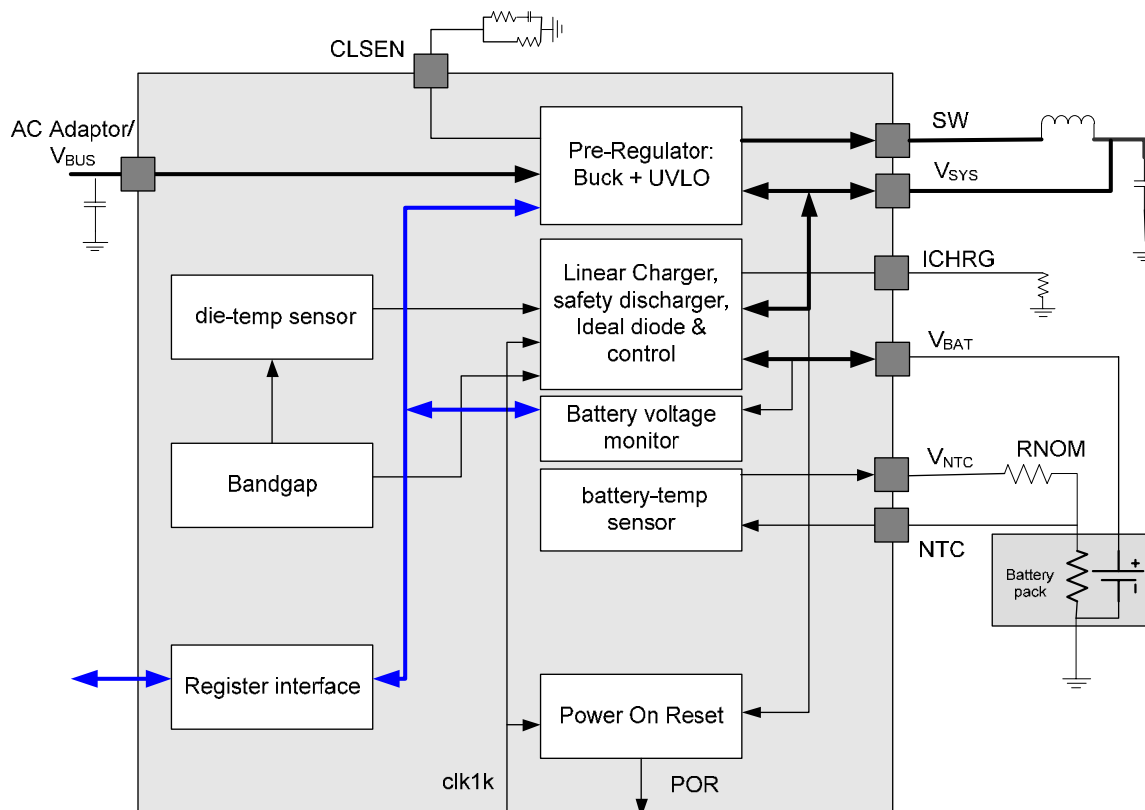 CLSEN
AC Adaptor/
VBUS
Pre-Regulator:
Buck + UVLO
SW
VSYS
Linear Charger,
safety discharger,
Ideal diode &
control
ICHRG
die-temp sensor
VBAT
Battery voltage
monitor
Bandgap
battery-temp
sensor
VNTC
RNOM
NTC
Battery
pack
+
Register interface
Power On Reset
clk1k
POR